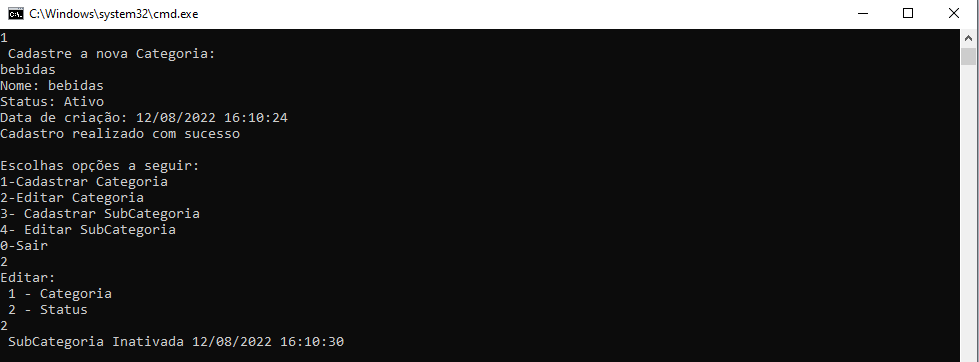 C:\Windows\system32\cmd.exe
1
Cadastre a nova Categoria:
bebidas
Nome: bebidas
Status: Ativo
Data de criação: 12/08/2022 16:10:24
Cadastro realizado com sucesso
Escolhas opções a seguir:
1-Cadastrar Categoria
2-Editar Categoria
3- Cadastrar SubCategoria
4- Editar SubCategoria
0-Sair
2
Editar:
1 - Categoria
2 - Status
2
SubCategoria Inativada 12/08/2022 16:10:30